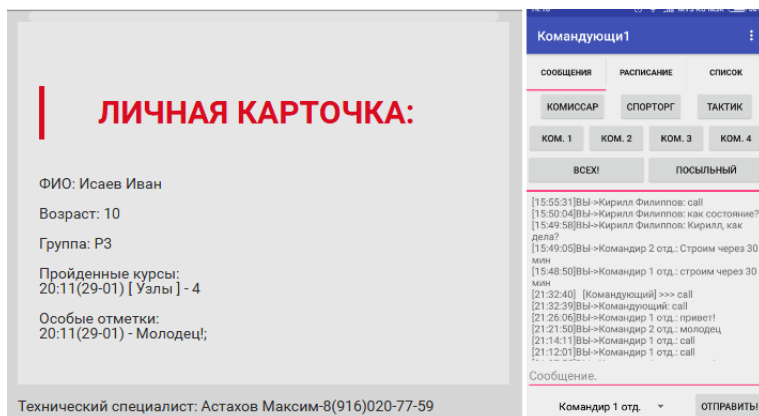 ЛИЧНАЯ КАРТОЧКА:
ФИО: Исаев Иван
Возраст: 10
Группа: Р3
Пройденные курсы:
20:11(29-01) [ Узлы ] - 4
Особые отметки:
20:11(29-01) - Молодец!;
Технический специалист: Астахов Максим-8(916)020-77-59
Командующи1
СООБЩЕНИЯ РАСПИСАНИЕ СПИСОК
КОМИССАР СПОРТОРГ ТАКТИК
КОМ. 1 КОМ. 2 КОМ. 3 КОМ. 4
ВСЕХ! ПОСЫЛЬНЫЙ
[15:55:31]ВЫ->Кирилл Филиппов: call
[15:50:04]ВЫ->Кирилл Филиппов: как состояние?
[15:49:58]ВЫ->Кирилл Филиппов: Кирилл, как
дела?
[15:49:05]ВЫ->Командир 2 отд.: Строим через 30
мин
[15:48:50]ВЫ->Командир 1 отд.: строим через 30
мин
[21:32:40] [Командующий] >>> call
[21:32:39]ВЫ->Командующий: call
[21:26:06]ВЫ->Командир 1 отд.: привет!
[21:21:50]ВЫ->Командир 2 отд.: молодец
[21:14:11]ВЫ->Командир 1 отд.: call
[21:12:01]ВЫ->Командир 1 отд.: call
Сообщение.
Командир 1 отд. ОТПРАВИТЬ!